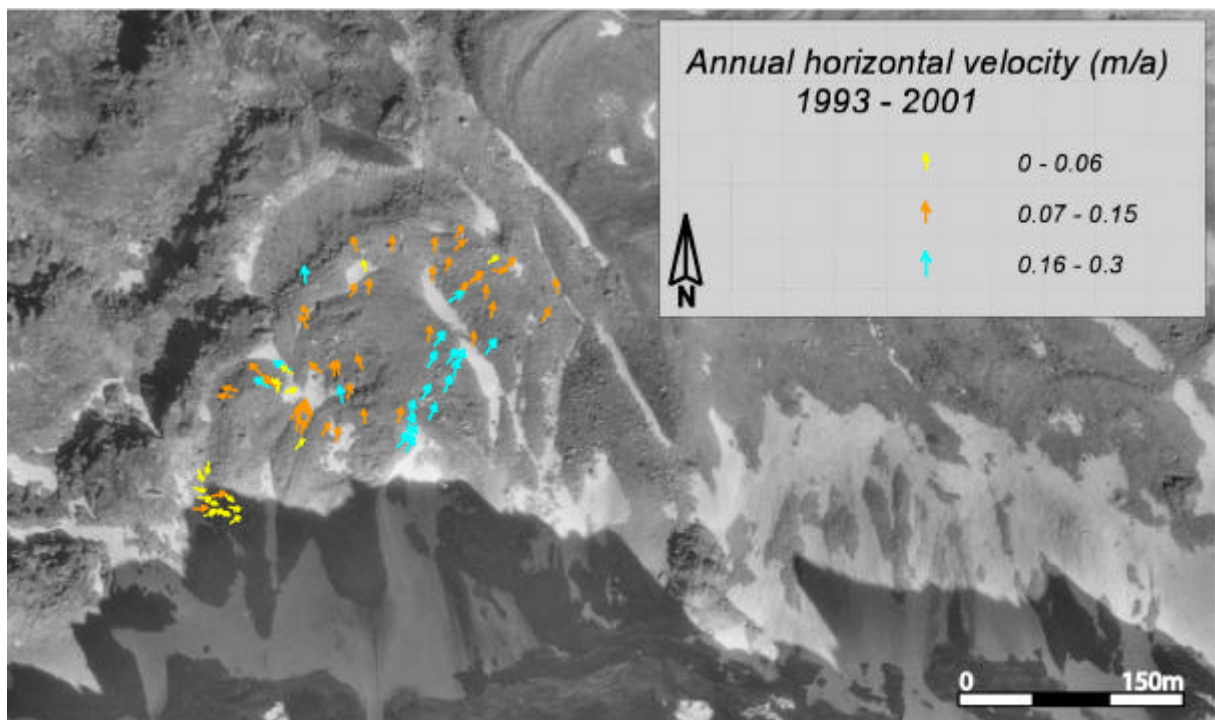 Annual horizontal velocity (m/a)
1993 - 2001
0 - 0.06
0.07 - 0.15
0.16 - 0.3
N
0 150m